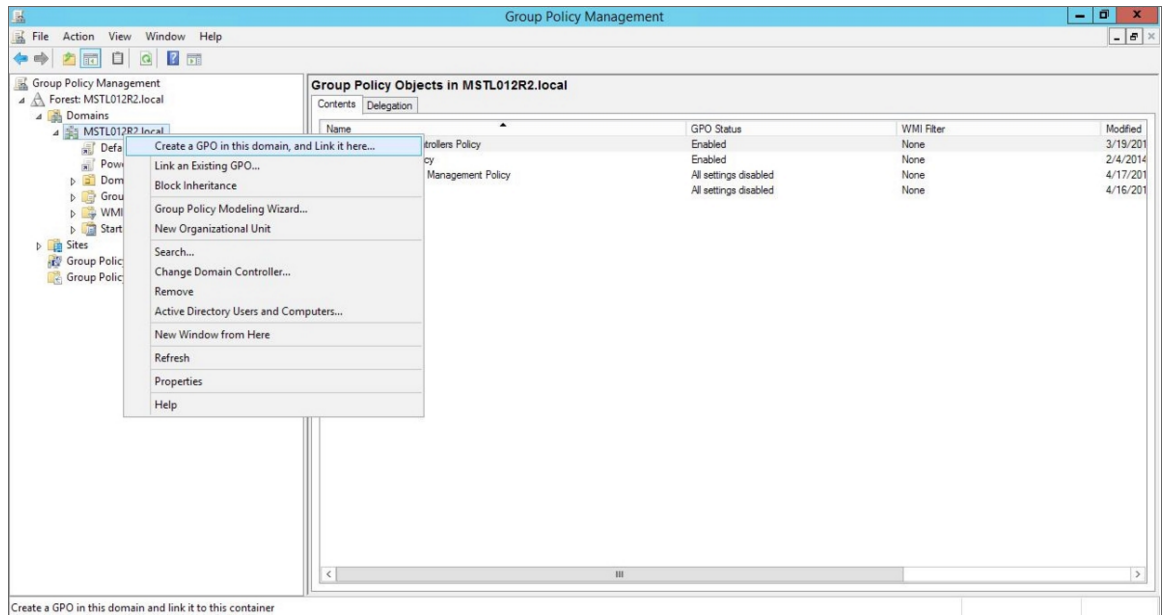 Group Policy Management
File Action View Window Help
Group Policy Management
Forest: MSTL012R2.local
Domains
MSTL012R2.local
Defa
Pow
Dom
Grou
WMI
Start
Sites
Group Polic
Group Polic
Create a GPO in this domain, and Link it here...
Link an Existing GPO...
Block Inheritance
Group Policy Modeling Wizard...
New Organizational Unit
Search...
Change Domain Controller...
Remove
Active Directory Users and Computers...
New Window from Here
Refresh
Properties
Help
Group Policy Objects in MSTL012R2.local
Contents Delegation
Name GPO Status WMI Filter Modified
trollers Policy Enabled None 3/19/201
cy Enabled None 2/4/2014
Management Policy All settings disabled None 4/17/201
All settings disabled None 4/16/201
Create a GPO in this domain and link it to this container